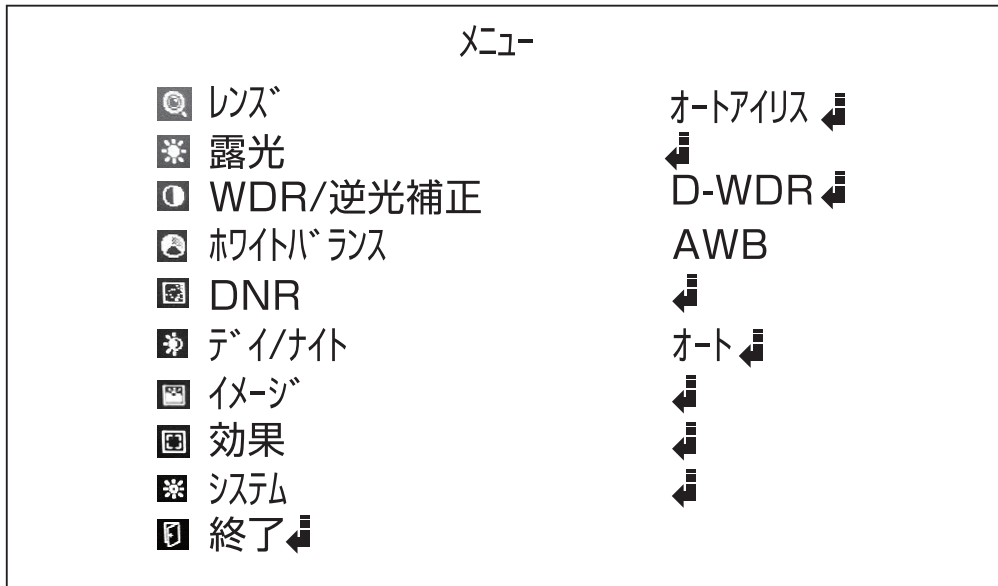 メニュー
レンズ オートアイリス
露光
WDR/逆光補正 D-WDR
ホワイトバランス AWB
DNR
デイ/ナイト オート
イメージ
効果
システム
終了